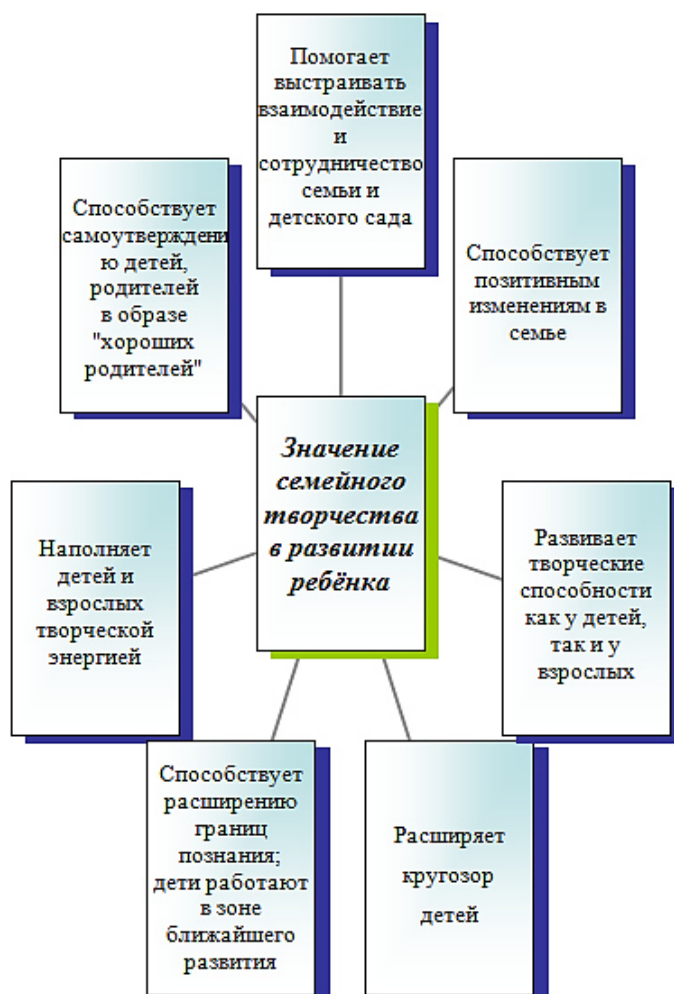 Помогает
выстраивать
взаимодействие
и
сотрудничество
семьи и
детского сада
Способствует
самоутверждени
ю детей,
родителей
в образе
"хороших
родителей"
Способствует
позитивным
изменениям в
семье
Значение
семейного
творчества
в развитии
ребёнка
Наполняет
детей и
взрослых
творческой
энергией
Развивает
творческие
способности
как у детей,
так и у
взрослых
Способствует
расширению
границ
познания;
дети работают
в зоне
ближайшего
развития
Расширяет
кругозор
детей